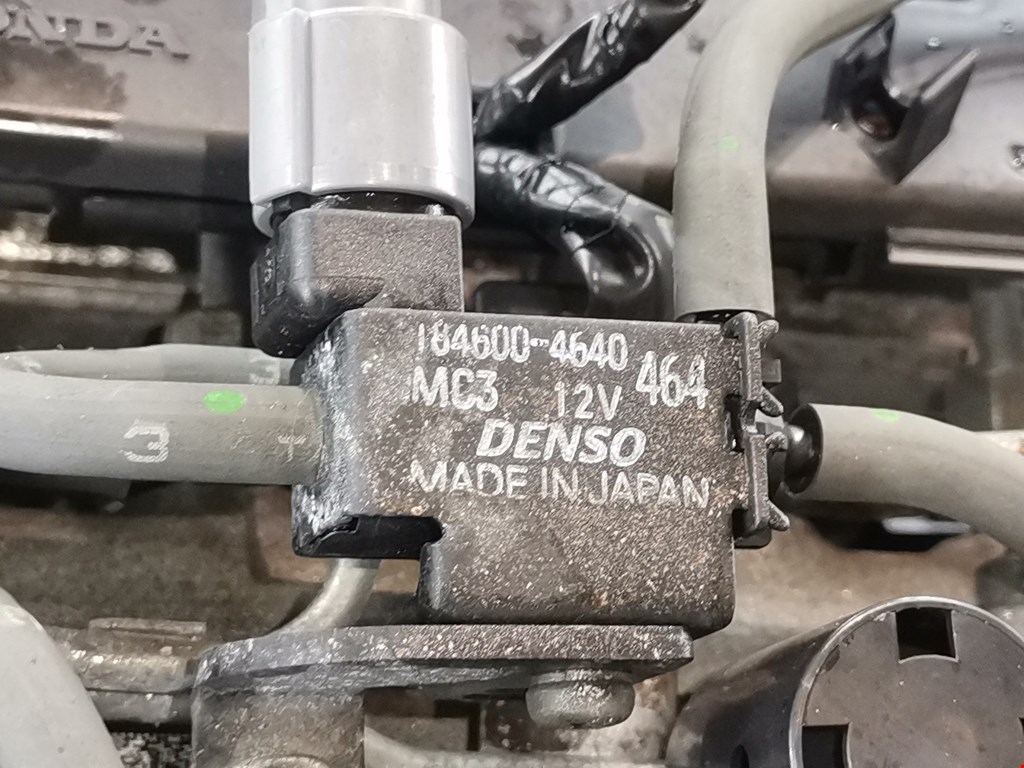 HONDA
184600-4640
464
MC3 12V
DENSO
MADE IN JAPAN
3